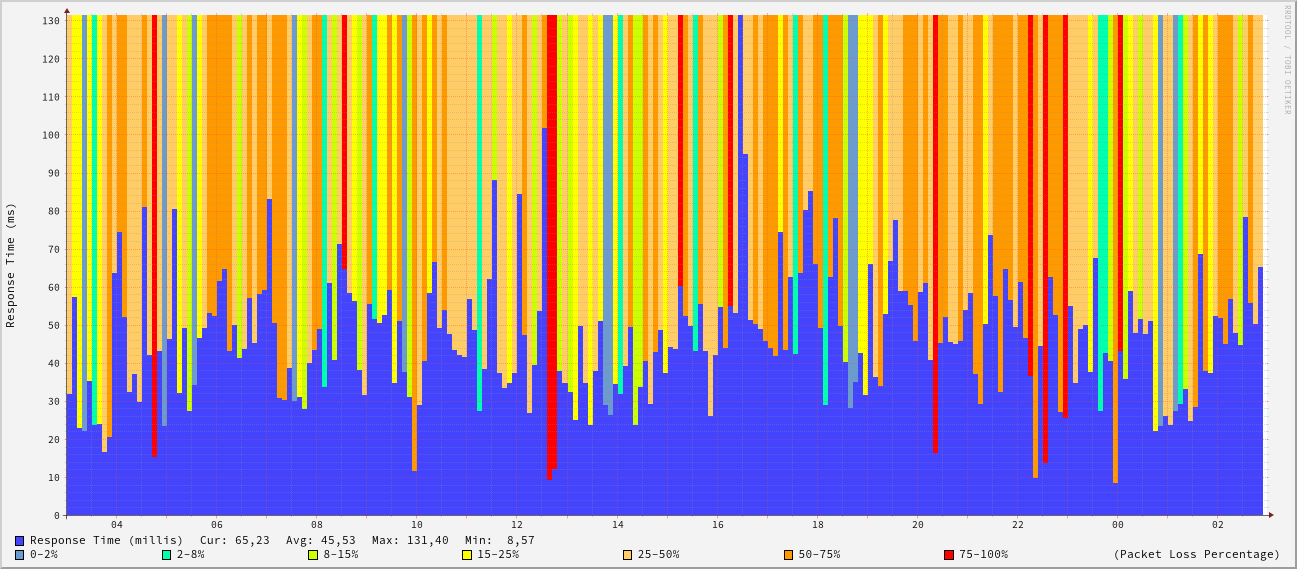 130
120
110
100
90
80
70
60
50
40
30
20
10
0
Response Time (ms)
RRDTOOL / TOBI OETIKER
04 06 08 10 12 14 16 18 20 22 00 02
Response Time (millis) Cur: 65,23 Avg: 45,53 Max: 131,40 Min: 8,57
0-2% 2-8% 8-15% 15-25% 25-50% 50-75% 75-100% (Packet Loss Percentage)